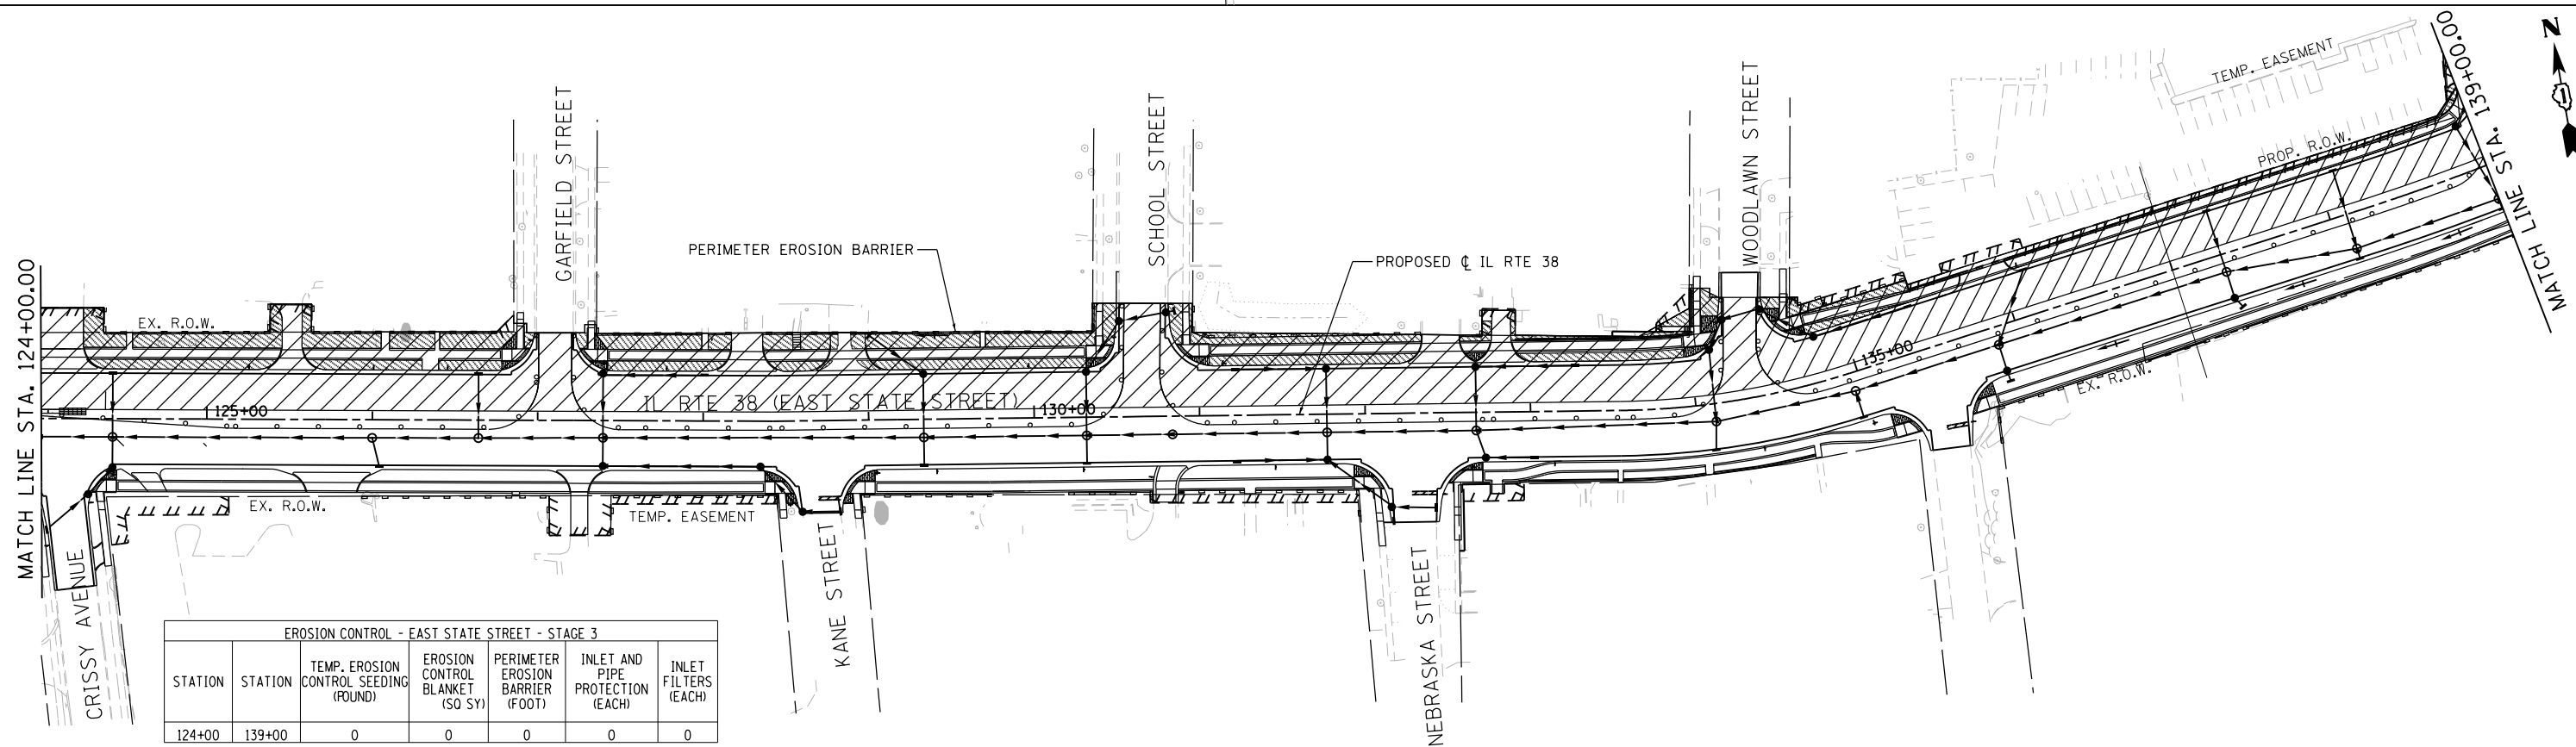 MATCH LINE STA. 124+00.00
GARFIELD STREET
SCHOOL STREET
WOODLAWN STREET
TEMP. EASEMENT
MATCH LINE STA. 139+00.00
N
PERIMETER EROSION BARRIER
PROPOSED ℄ IL RTE 38
PROP. R.O.W.
EX. R.O.W.
125+00
IL RTE 38 (EAST STATE STREET)
130+00
135+00
EX. R.O.W.
EX. R.O.W.
TEMP. EASEMENT
CRISSY AVENUE
KANE STREET
NEBRASKA STREET
EROSION CONTROL - EAST STATE STREET - STAGE 3
STATION
STATION
TEMP. EROSION
CONTROL SEEDING
(POUND)
EROSION
CONTROL
BLANKET
(SQ SY)
PERIMETER
EROSION
BARRIER
(FOOT)
INLET AND
PIPE
PROTECTION
(EACH)
INLET
FILTERS
(EACH)
124+00 139+00 0 0 0 0 0